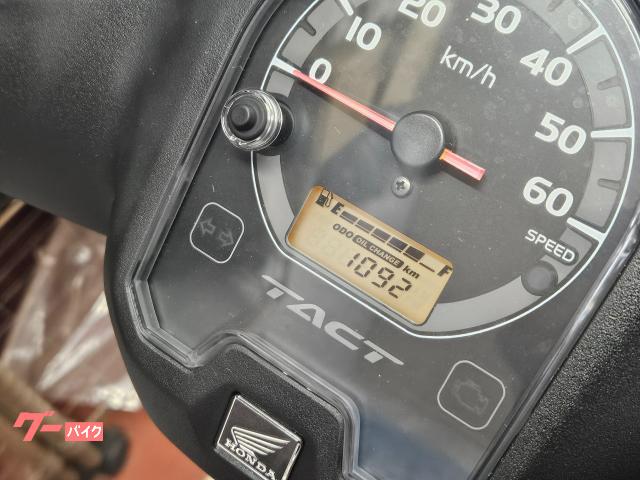 0
10
20
30
40
50
60
km/h
SPEED
E
F
ODO OIL CHANGE km
1092
TACT
HONDA
グーバイク